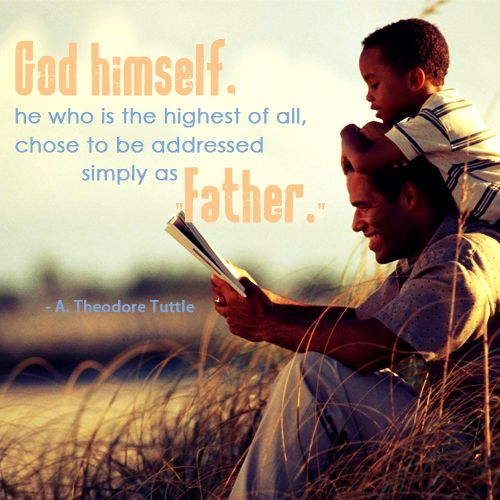 God himself,
he who is the highest of all,
chose to be addressed
simply as
"Father."
- A. Theodore Tuttle